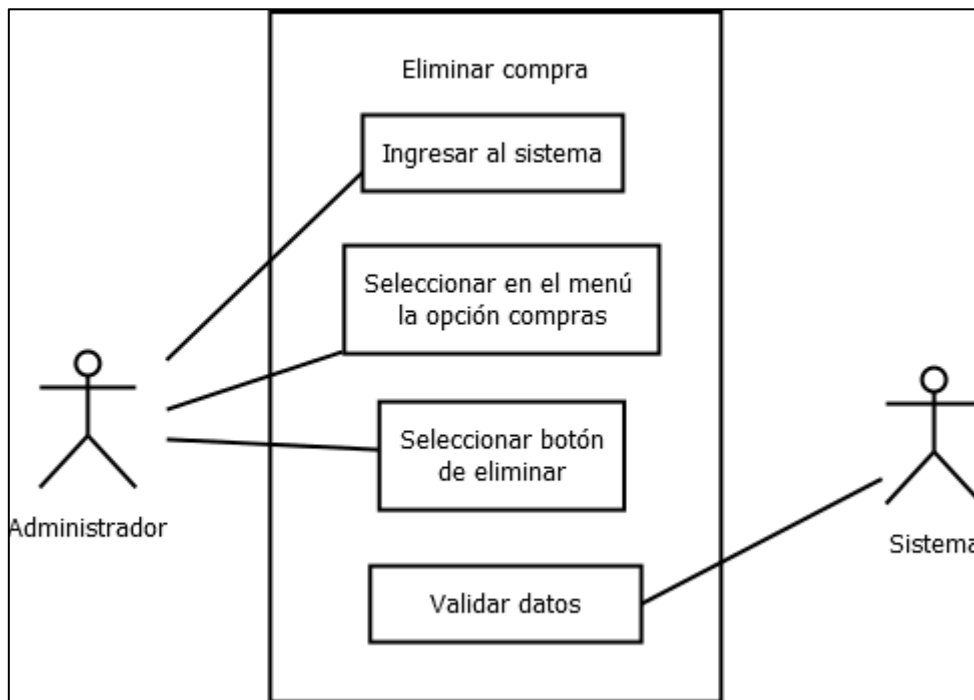 Eliminar compra
Ingresar al sistema
Seleccionar en el menú
la opción compras
Seleccionar botón
de eliminar
Administrador
Sistema
Validar datos